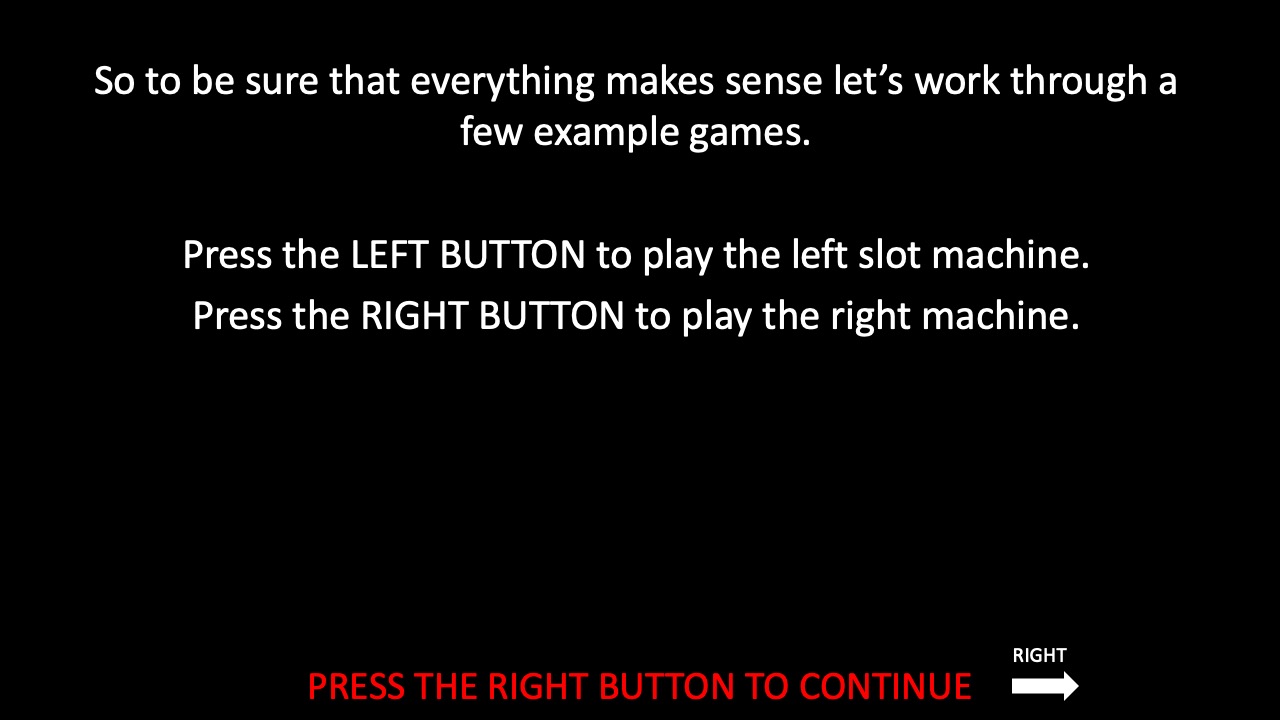 So to be sure that everything makes sense let’s work through a
few example games.
Press the LEFT BUTTON to play the left slot machine.
Press the RIGHT BUTTON to play the right machine.
RIGHT
PRESS THE RIGHT BUTTON TO CONTINUE